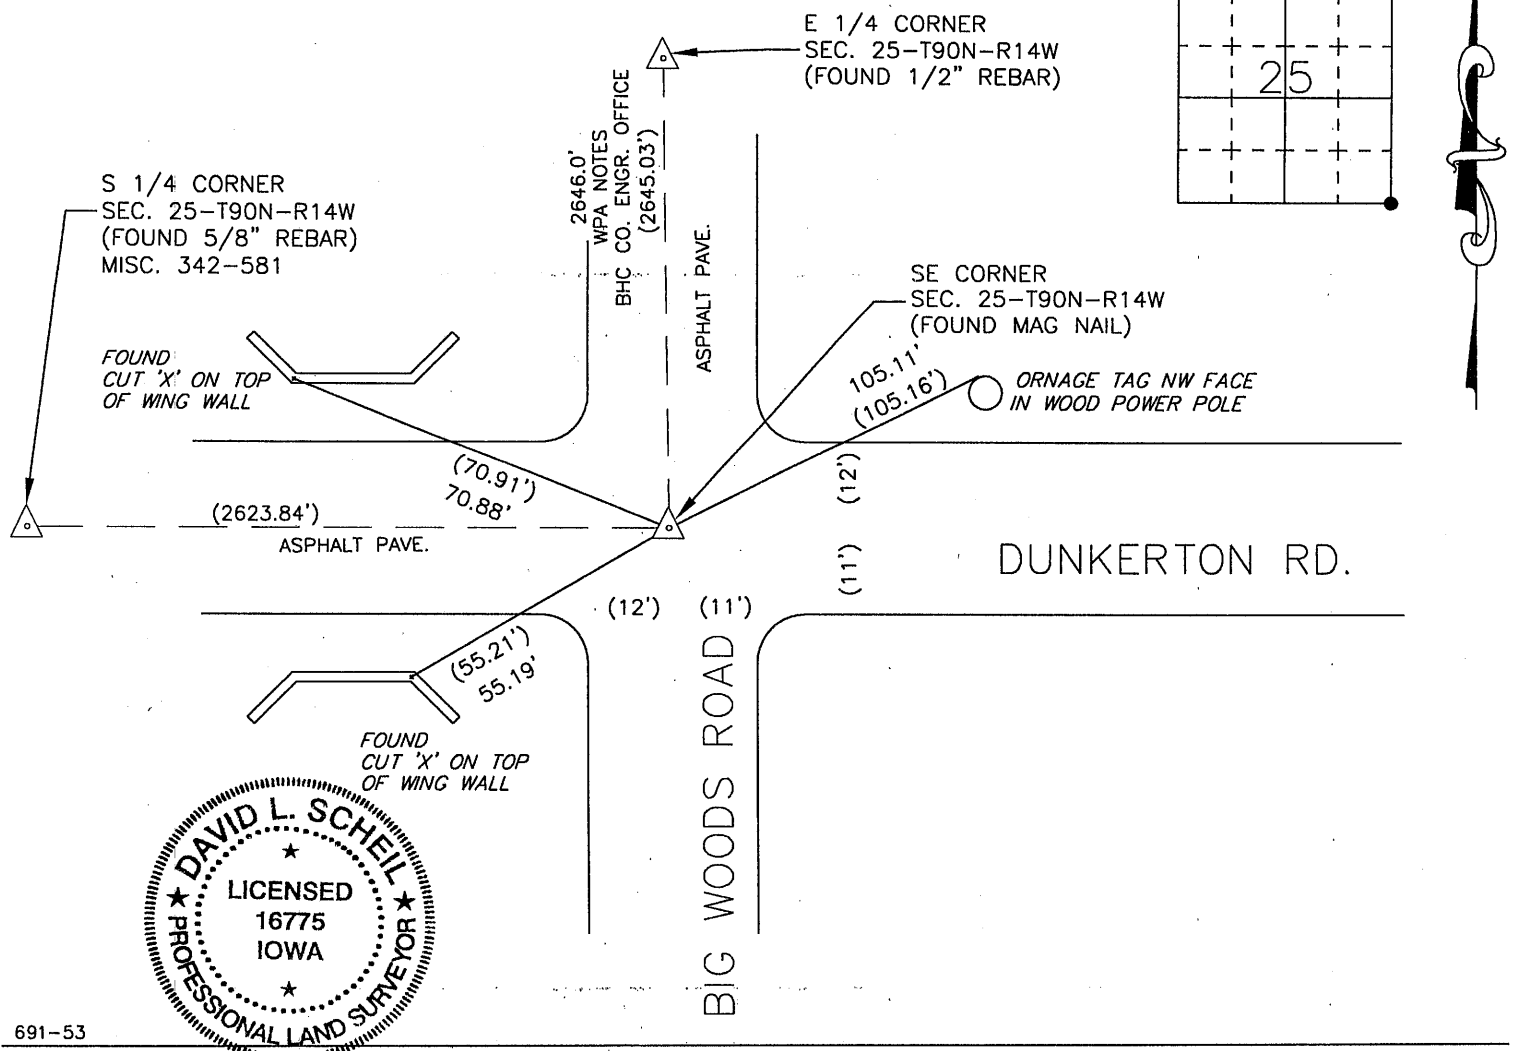 E 1/4 CORNER
SEC. 25-T90N-R14W
(FOUND 1/2" REBAR)
25
2646.0'
WPA NOTES
BHC CO. ENGR. OFFICE
(2645.03')
ASPHALT PAVE.
S 1/4 CORNER
SEC. 25-T90N-R14W
(FOUND 5/8" REBAR)
MISC. 342-581
SE CORNER
SEC. 25-T90N-R14W
(FOUND MAG NAIL)
FOUND
CUT 'X' ON TOP
OF WING WALL
105.11'
(105.16')
ORNAGE TAG NW FACE
IN WOOD POWER POLE
(70.91')
70.88'
(12')
(2623.84')
ASPHALT PAVE.
(11')
DUNKERTON RD.
(12')
(11')
(55.21')
55.19'
BIG WOODS ROAD
FOUND
CUT 'X' ON TOP
OF WING WALL
DAVID L. SCHEIL
LICENSED
16775
IOWA
PROFESSIONAL LAND SURVEYOR
691-53